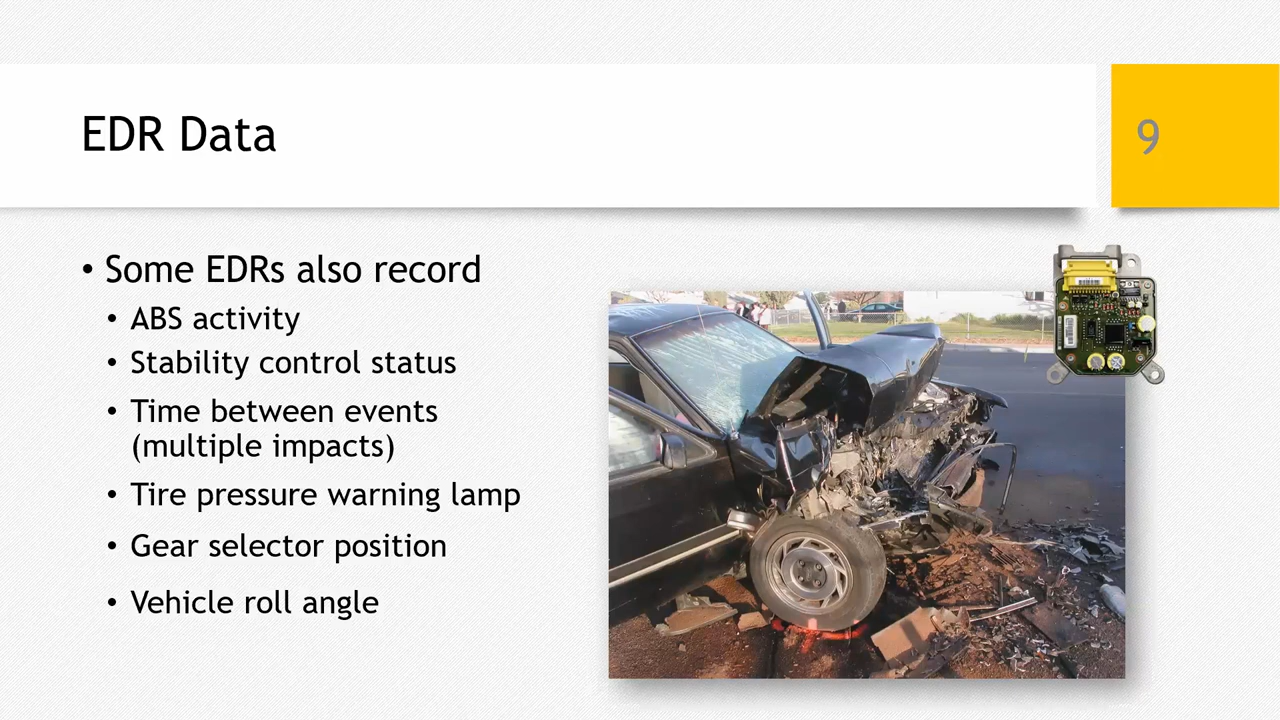 EDR Data
9
• Some EDRs also record
• ABS activity
• Stability control status
• Time between events
(multiple impacts)
• Tire pressure warning lamp
• Gear selector position
• Vehicle roll angle